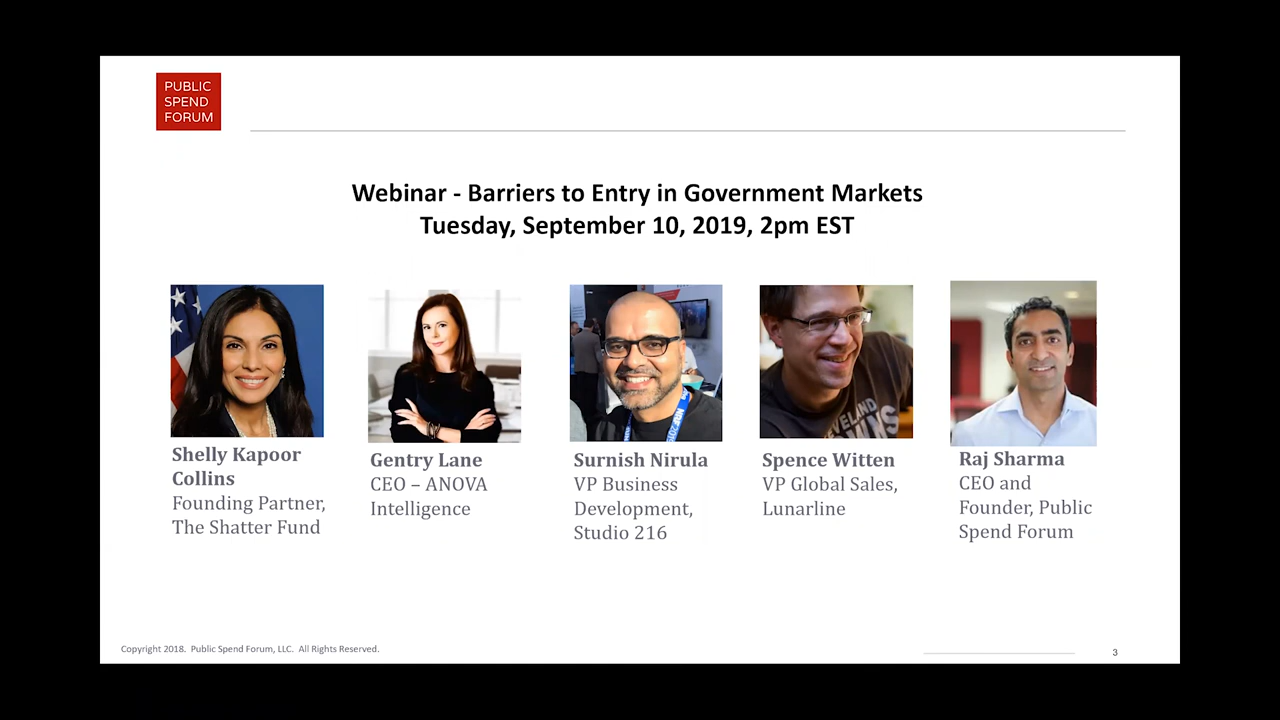 PUBLIC
SPEND
FORUM
Webinar - Barriers to Entry in Government Markets
Tuesday, September 10, 2019, 2pm EST
Shelly Kapoor
Collins
Founding Partner,
The Shatter Fund
Gentry Lane
CEO – ANOVA
Intelligence
Surnish Nirula
VP Business
Development,
Studio 216
Spence Witten
VP Global Sales,
Lunarline
Raj Sharma
CEO and
Founder, Public
Spend Forum
Copyright 2018. Public Spend Forum, LLC. All Rights Reserved.
3